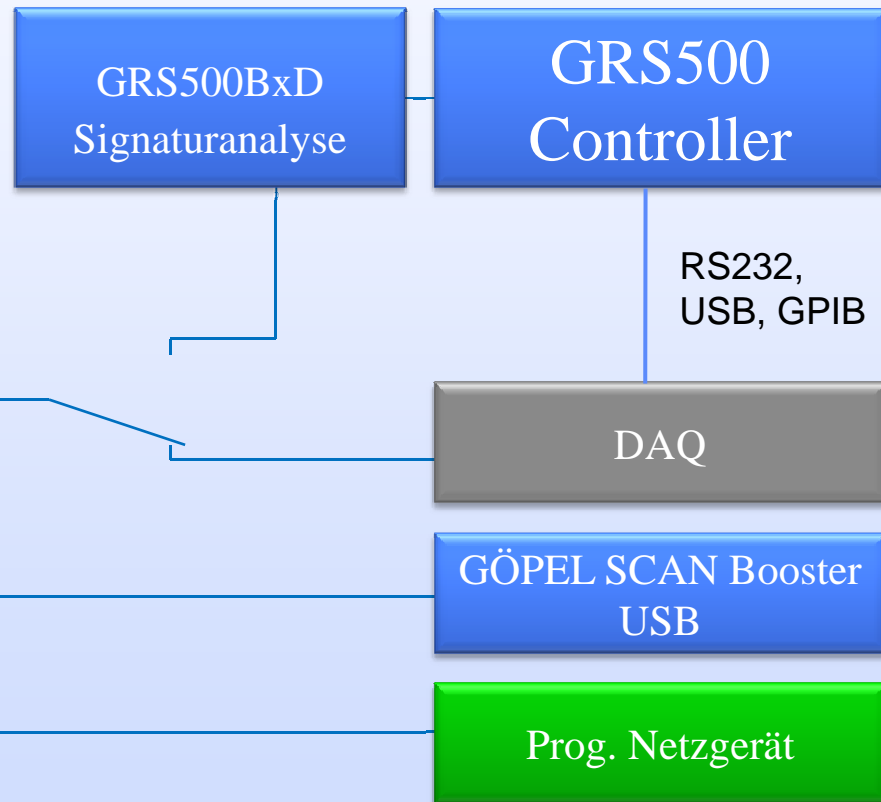 GRS500BxD
Signaturanalyse
GRS500
Controller
RS232,
USB, GPIB
DAQ
GÖPEL SCAN Booster
USB
Prog. Netzgerät